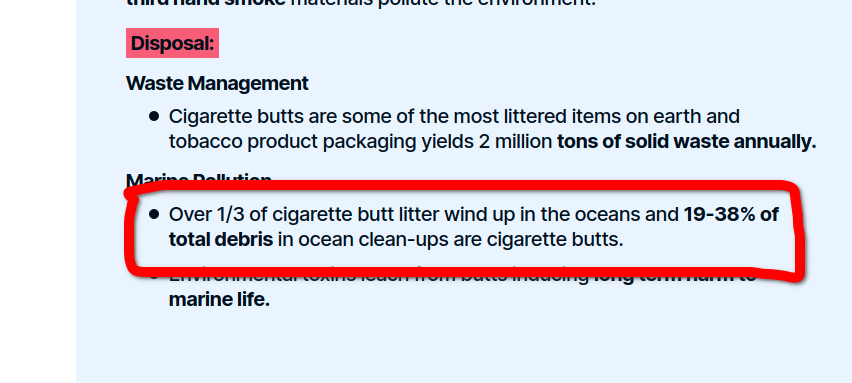 third hand smoke materials pollute the environment.
Disposal:
Waste Management
Cigarette butts are some of the most littered items on earth and
tobacco product packaging yields 2 million tons of solid waste annually.
Marine Pollution
Over 1/3 of cigarette butt litter wind up in the oceans and 19-38% of
total debris in ocean clean-ups are cigarette butts.
Environmental toxins leach from butts inducing long term harm to
marine life.